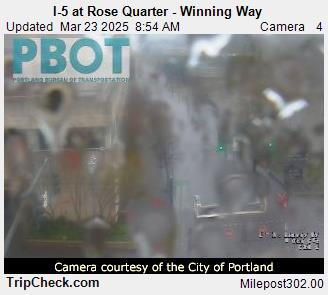 I-5 at Rose Quarter - Winning Way
Updated Mar 23 2025 8:54 AM Camera 4
PBOT
PORTLAND BUREAU OF TRANSPORTATION
Camera courtesy of the City of Portland
TripCheck.com Milepost302.00